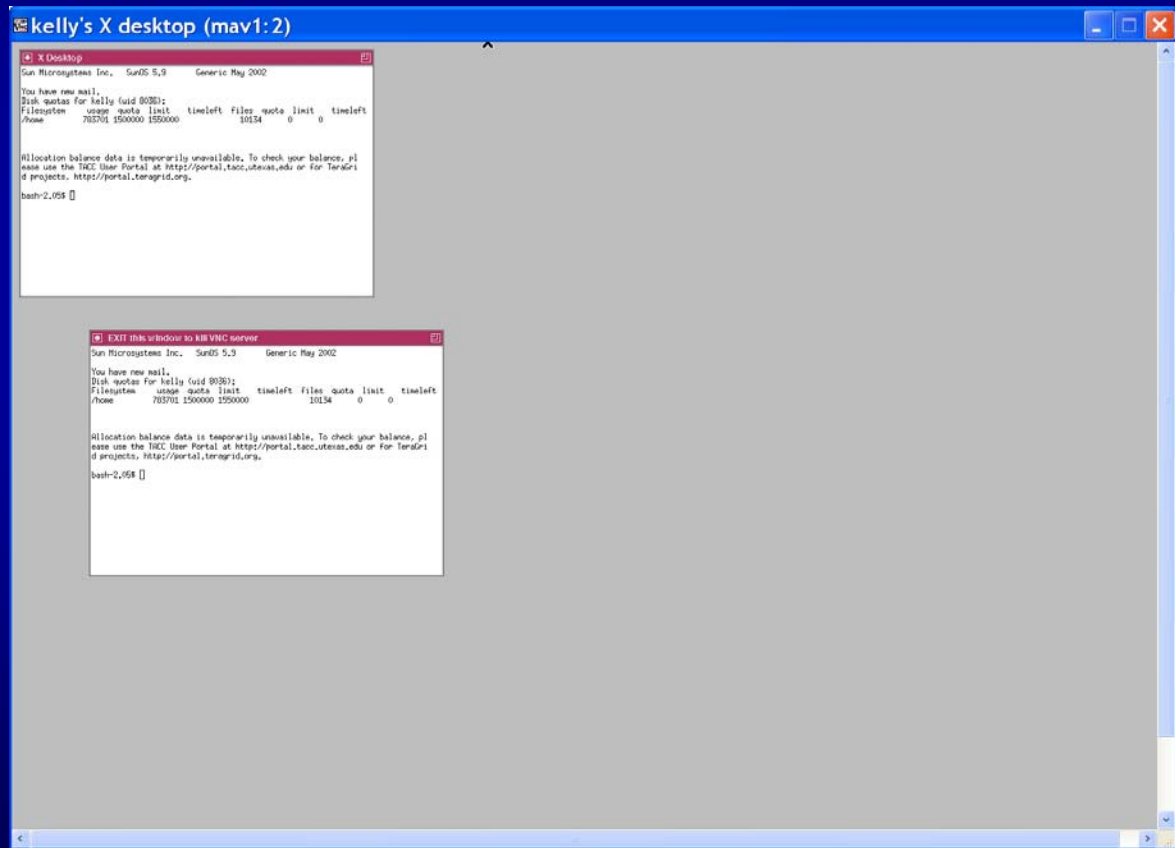 kelly's X desktop (mav1:2)
X Desktop
Sun Microsystems Inc. SunOS 5.9 Generic May 2002
You have new mail.
Disk quotas for kelly (uid 8036):
Filesystem usage quota limit timeleft files quota limit timeleft
/home 783701 1500000 1550000 10134 0 0
Allocation balance data is temporarily unavailable. To check your balance, pl
ease use the TACC User Portal at http://portal.tacc.utexas.edu or for TeraGri
d projects. http://portal.teragrid.org.
bash-2.05$
EXIT this window to kill VNC server
Sun Microsystems Inc. SunOS 5.9 Generic May 2002
You have new mail.
Disk quotas for kelly (uid 8036):
Filesystem usage quota limit timeleft files quota limit timeleft
/home 783701 1500000 1550000 10134 0 0
Allocation balance data is temporarily unavailable. To check your balance, pl
ease use the TACC User Portal at http://portal.tacc.utexas.edu or for TeraGri
d projects, http://portal.teragrid.org.
bash-2.05$